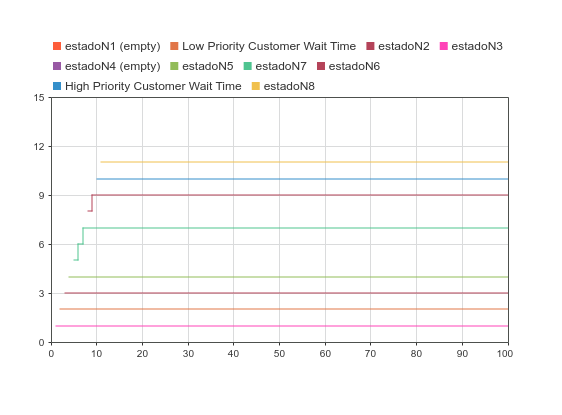 estadoN1 (empty) Low Priority Customer Wait Time estadoN2 estadoN3
estadoN4 (empty) estadoN5 estadoN7 estadoN6
High Priority Customer Wait Time estadoN8
15
12
9
6
3
0
0 10 20 30 40 50 60 70 80 90 100